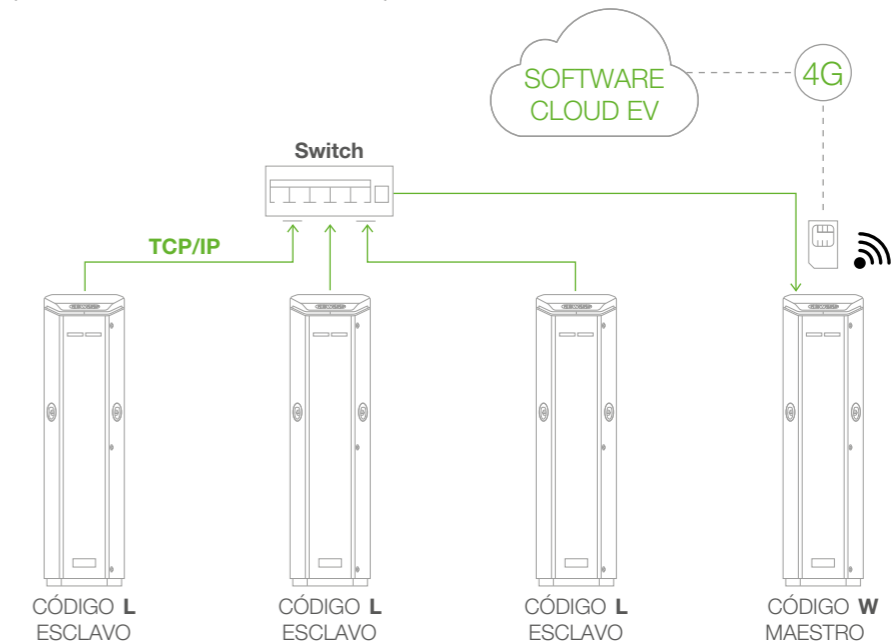 SOFTWARE
CLOUD EV
4G
Switch
TCP/IP
CÓDIGO L
ESCLAVO
CÓDIGO L
ESCLAVO
CÓDIGO L
ESCLAVO
CÓDIGO W
MAESTRO